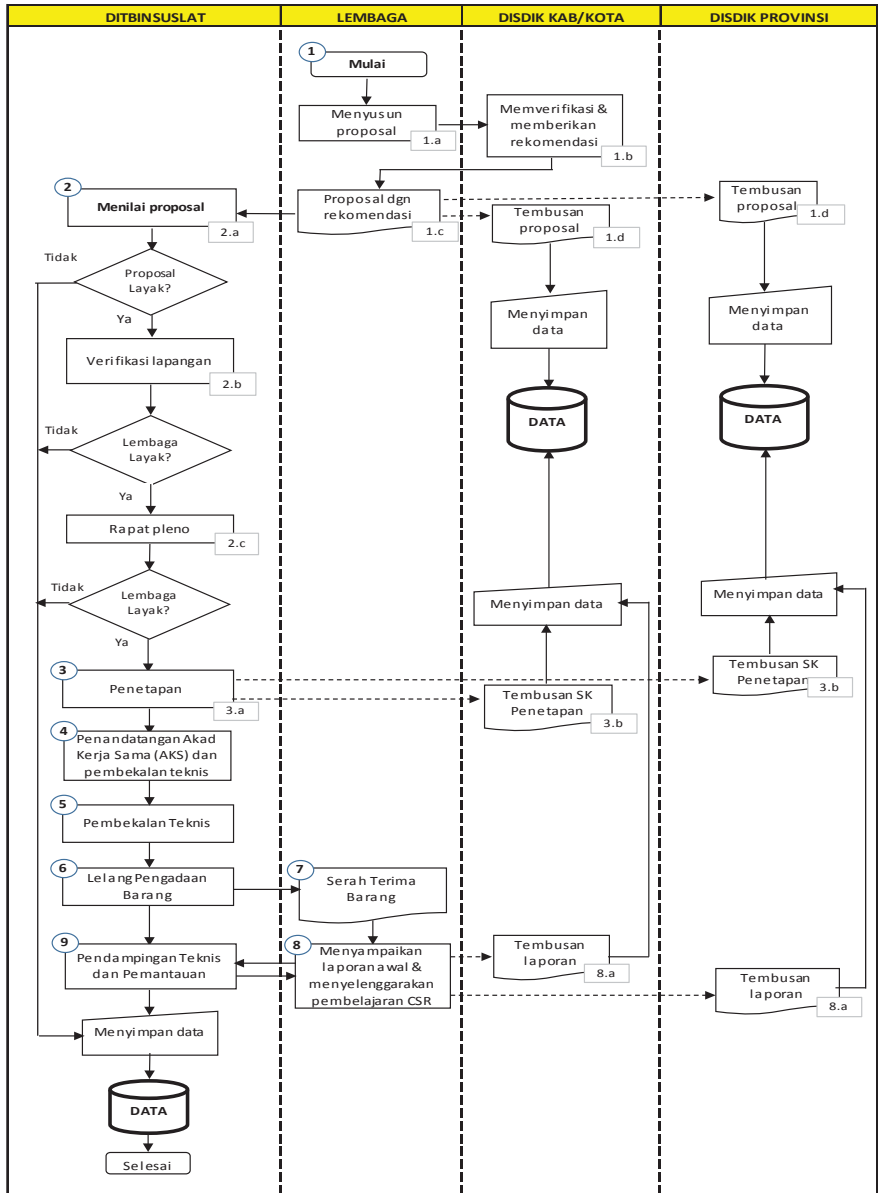 DITBINSUSLAT
LEMBAGA
DISDIK KAB/KOTA
DISDIK PROVINSI
1
Mulai
Menyusun
proposal
1.a
Memverifikasi &
memberikan
rekomendasi
1.b
2
Menilai proposal
2.a
Proposal dgn
rekomendasi
1.c
Tembusan
proposal
1.d
Tembusan
proposal
1.d
Tidak
Proposal
Layak?
Ya
Menyimpan
data
Menyimpan
data
Verifikasi lapangan
2.b
DATA
DATA
Tidak
Lembaga
Layak?
Ya
Rapat pleno
2.c
Tidak
Lembaga
Layak?
Ya
Menyimpan data
Menyimpan data
3
Penetapan
3.a
Tembusan SK
Penetapan
3.b
Tembusan SK
Penetapan
3.b
4
Penandatangan Akad
Kerja Sama (AKS) dan
pembekalan teknis
5
Pembekalan Teknis
6
Lelang Pengadaan
Barang
7
Serah Terima
Barang
9
Pendampingan Teknis
dan Pemantauan
8
Menyampaikan
laporan awal &
menyelenggarakan
pembelajaran CSR
Tembusan
laporan
8.a
Tembusan
laporan
8.a
Menyimpan data
DATA
Selesai